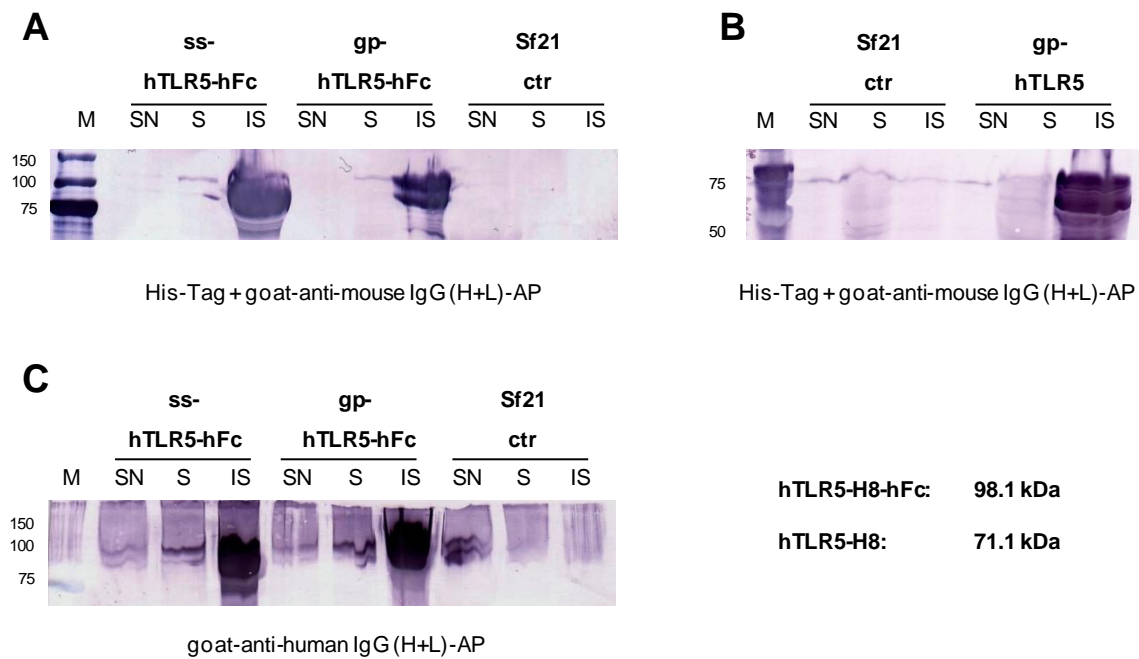 A
ss- gp- Sf21
hTLR5-hFc hTLR5-hFc ctr
M SN S IS SN S IS SN S IS
150
100
75
His-Tag + goat-anti-mouse IgG (H+L)-AP
B
Sf21 gp-
ctr hTLR5
M SN S IS SN S IS
75
50
His-Tag + goat-anti-mouse IgG (H+L)-AP
C
ss- gp- Sf21
hTLR5-hFc hTLR5-hFc ctr
M SN S IS SN S IS SN S IS
150
100
75
goat-anti-human IgG (H+L)-AP
hTLR5-H8-hFc: 98.1 kDa
hTLR5-H8: 71.1 kDa